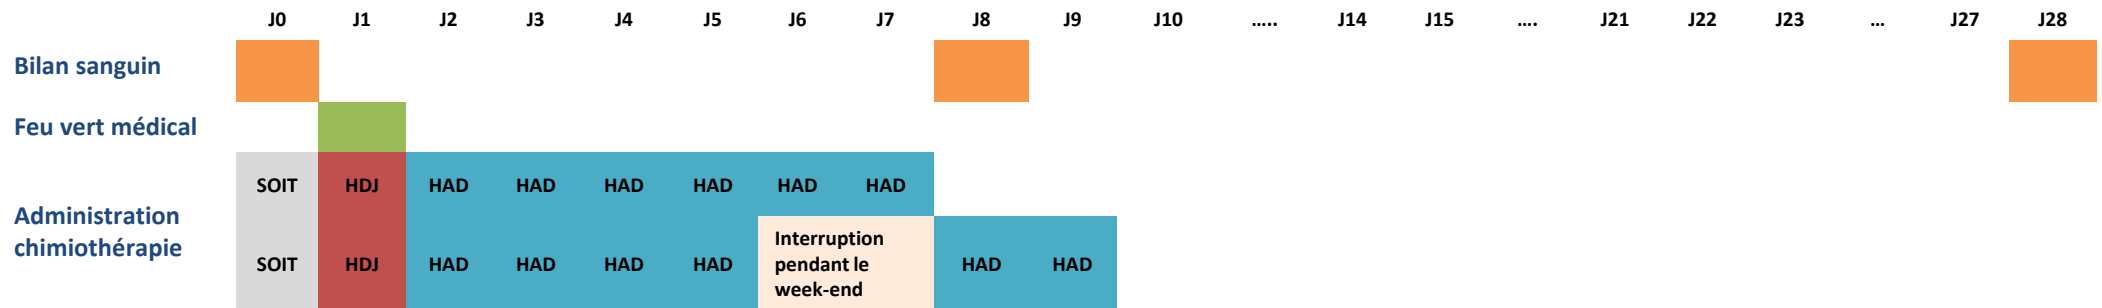 J0 J1 J2 J3 J4 J5 J6 J7 J8 J9 J10 ..... J14 J15 .... J21 J22 J23 ... J27 J28
Bilan sanguin
Feu vert médical
Administration
chimiothérapie
SOIT HDJ HAD HAD HAD HAD HAD HAD
SOIT HDJ HAD HAD HAD HAD
Interruption
pendant le
week-end
HAD HAD